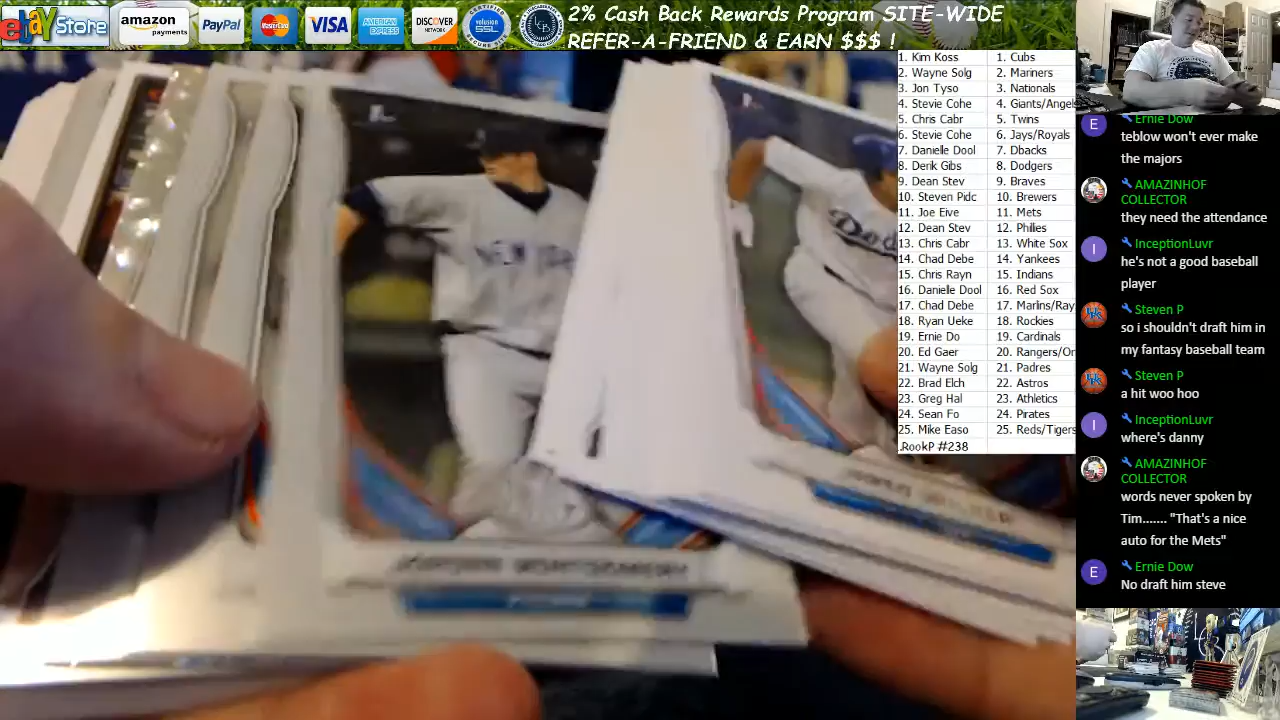 ebay Store
amazon payments
PayPal
MasterCard
VISA
AMERICAN EXPRESS
DISCOVER NETWORK
volusion SSL
2% Cash Back Rewards Program SITE-WIDE
REFER-A-FRIEND & EARN $$$ !
1. Kim Koss 1. Cubs
2. Wayne Solg 2. Mariners
3. Jon Tyso 3. Nationals
4. Stevie Cohe 4. Giants/Angels
5. Chris Cabr 5. Twins
6. Stevie Cohe 6. Jays/Royals
7. Danielle Dool 7. Dbacks
8. Derik Gibs 8. Dodgers
9. Dean Stev 9. Braves
10. Steven Pidc 10. Brewers
11. Joe Eive 11. Mets
12. Dean Stev 12. Philies
13. Chris Cabr 13. White Sox
14. Chad Debe 14. Yankees
15. Chris Rayn 15. Indians
16. Danielle Dool 16. Red Sox
17. Chad Debe 17. Marlins/Ray
18. Ryan Ueke 18. Rockies
19. Ernie Do 19. Cardinals
20. Ed Gaer 20. Rangers/Or
21. Wayne Solg 21. Padres
22. Brad Elch 22. Astros
23. Greg Hal 23. Athletics
24. Sean Fo 24. Pirates
25. Mike Easo 25. Reds/Tigers
.RookP #238
E
Ernie Dow
teblow won't ever make
the majors
AMAZINHOF
COLLECTOR
they need the attendance
I
InceptionLuvr
he's not a good baseball
player
Steven P
so i shouldn't draft him in
my fantasy baseball team
Steven P
a hit woo hoo
I
InceptionLuvr
where's danny
AMAZINHOF
COLLECTOR
words never spoken by
Tim....... "That's a nice
auto for the Mets"
E
Ernie Dow
No draft him steve
NEW YORK
JORDAN MONTGOMERY